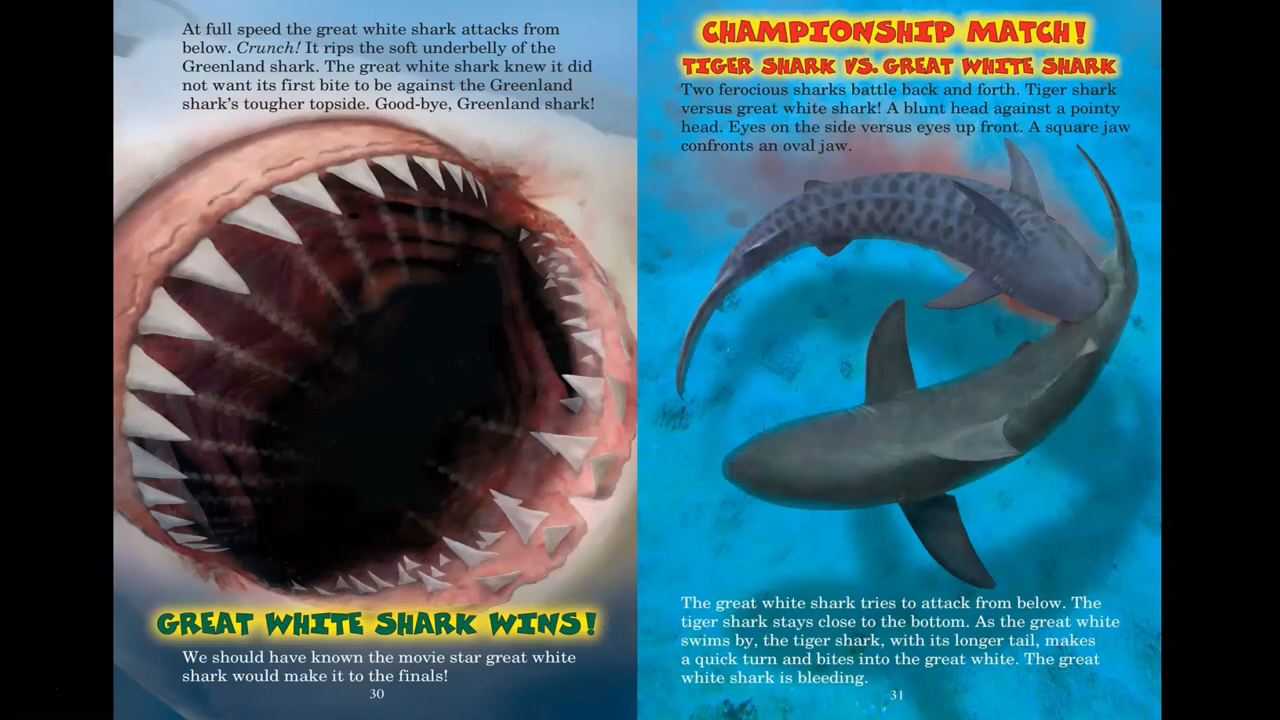 At full speed the great white shark attacks from
below. Crunch! It rips the soft underbelly of the
Greenland shark. The great white shark knew it did
not want its first bite to be against the Greenland
shark's tougher topside. Good-bye, Greenland shark!
GREAT WHITE SHARK WINS!
We should have known the movie star great white
shark would make it to the finals!
30
CHAMPIONSHIP MATCH!
TIGER SHARK VS. GREAT WHITE SHARK
Two ferocious sharks battle back and forth. Tiger shark
versus great white shark! A blunt head against a pointy
head. Eyes on the side versus eyes up front. A square jaw
confronts an oval jaw.
The great white shark tries to attack from below. The
tiger shark stays close to the bottom. As the great white
swims by, the tiger shark, with its longer tail, makes
a quick turn and bites into the great white. The great
white shark is bleeding.
31